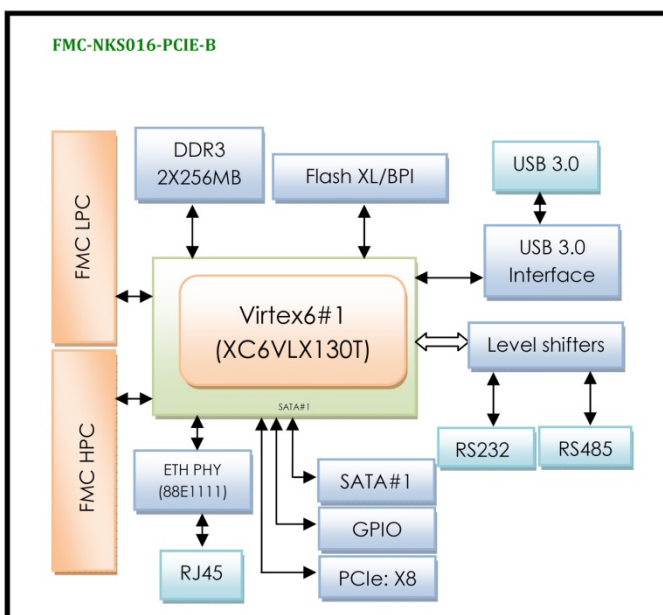 FMC-NKS016-PCIE-B
FMC LPC
DDR3
2X256MB
Flash XL/BPI
USB 3.0
USB 3.0
Interface
Virtex6#1
(XC6VLX130T)
Level shifters
SATA#1
FMC HPC
ETH PHY
(88E1111)
RS232
RS485
SATA#1
GPIO
RJ45
PCIe: X8